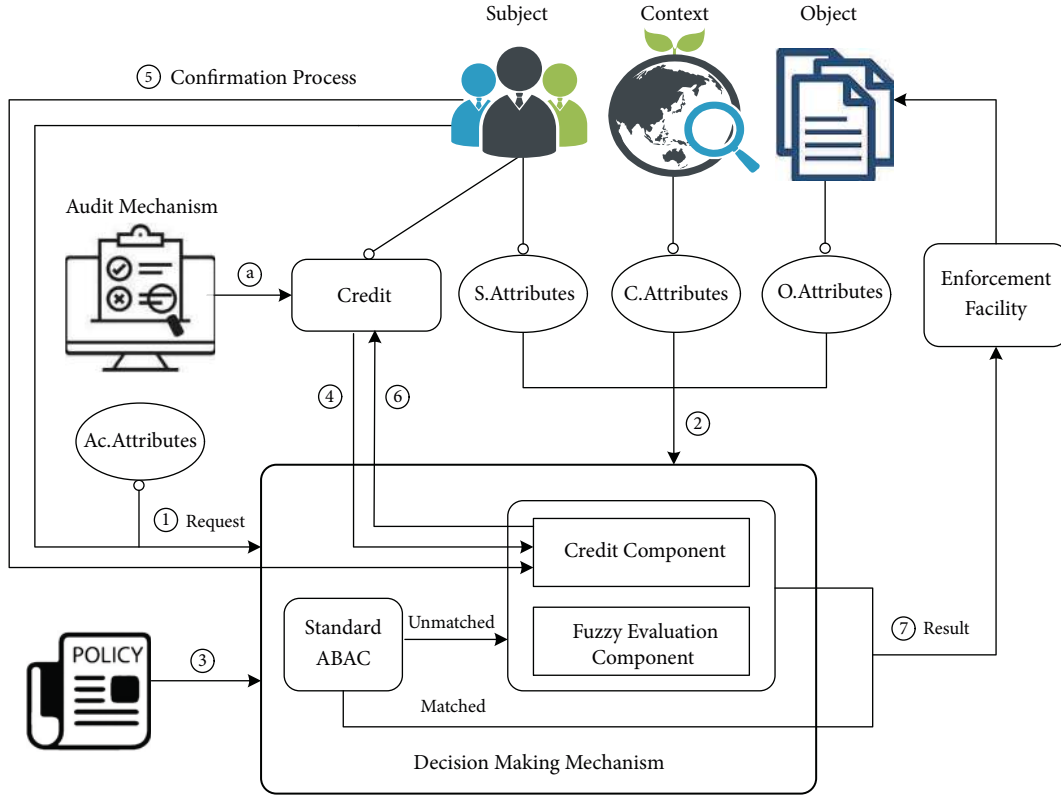 Subject
Context
Object
⑤ Confirmation Process
Audit Mechanism
ⓐ
Credit
S.Attributes
C.Attributes
O.Attributes
Enforcement
Facility
④
⑥
②
Ac.Attributes
① Request
Credit Component
Standard
ABAC
Unmatched
Fuzzy Evaluation
Component
⑦ Result
POLICY
③
Matched
Decision Making Mechanism